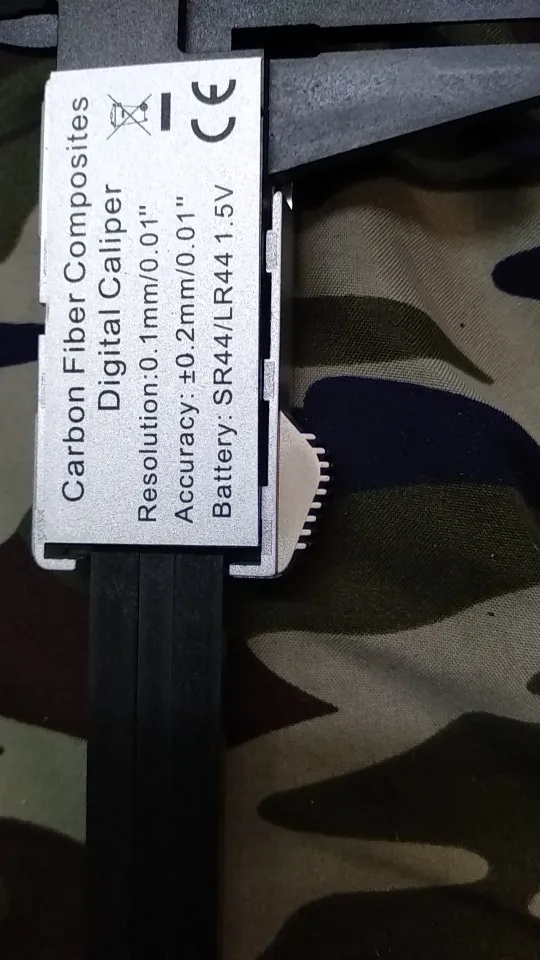 Carbon Fiber Composites
Digital Caliper
Resolution:0.1mm/0.01"
Accuracy: ±0.2mm/0.01"
Battery: SR44/LR44 1.5V
CE